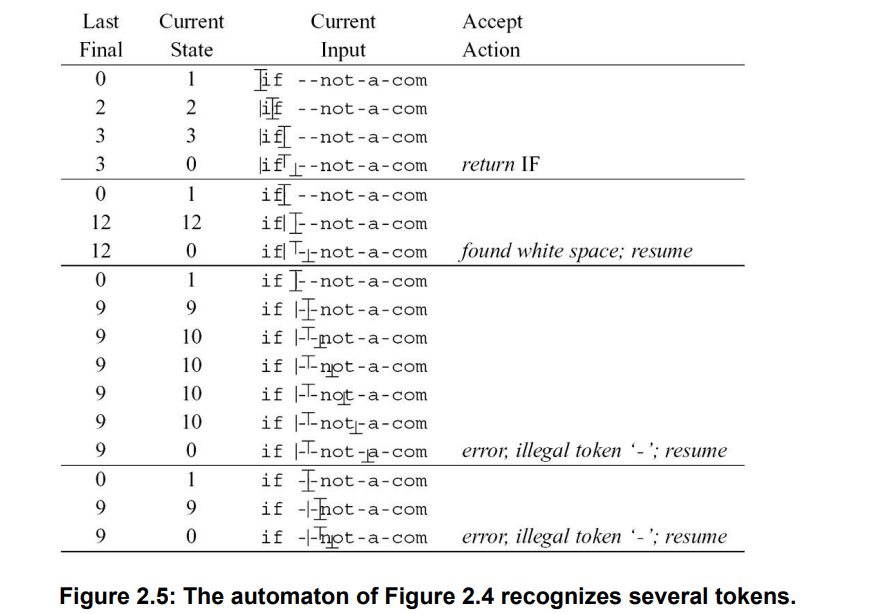 Last Current Current Accept
Final State Input Action
0 1 if --not-a-com
2 2 if --not-a-com
3 3 if --not-a-com
3 0 if --not-a-com return IF
0 1 if --not-a-com
12 12 if --not-a-com
12 0 if --not-a-com found white space; resume
0 1 if --not-a-com
9 9 if --not-a-com
9 10 if --not-a-com
9 10 if --not-a-com
9 10 if --not-a-com
9 10 if --not-a-com
9 0 if --not-a-com error, illegal token ‘-’; resume
0 1 if --not-a-com
9 9 if --not-a-com
9 0 if --not-a-com error, illegal token ‘-’; resume
Figure 2.5: The automaton of Figure 2.4 recognizes several tokens.